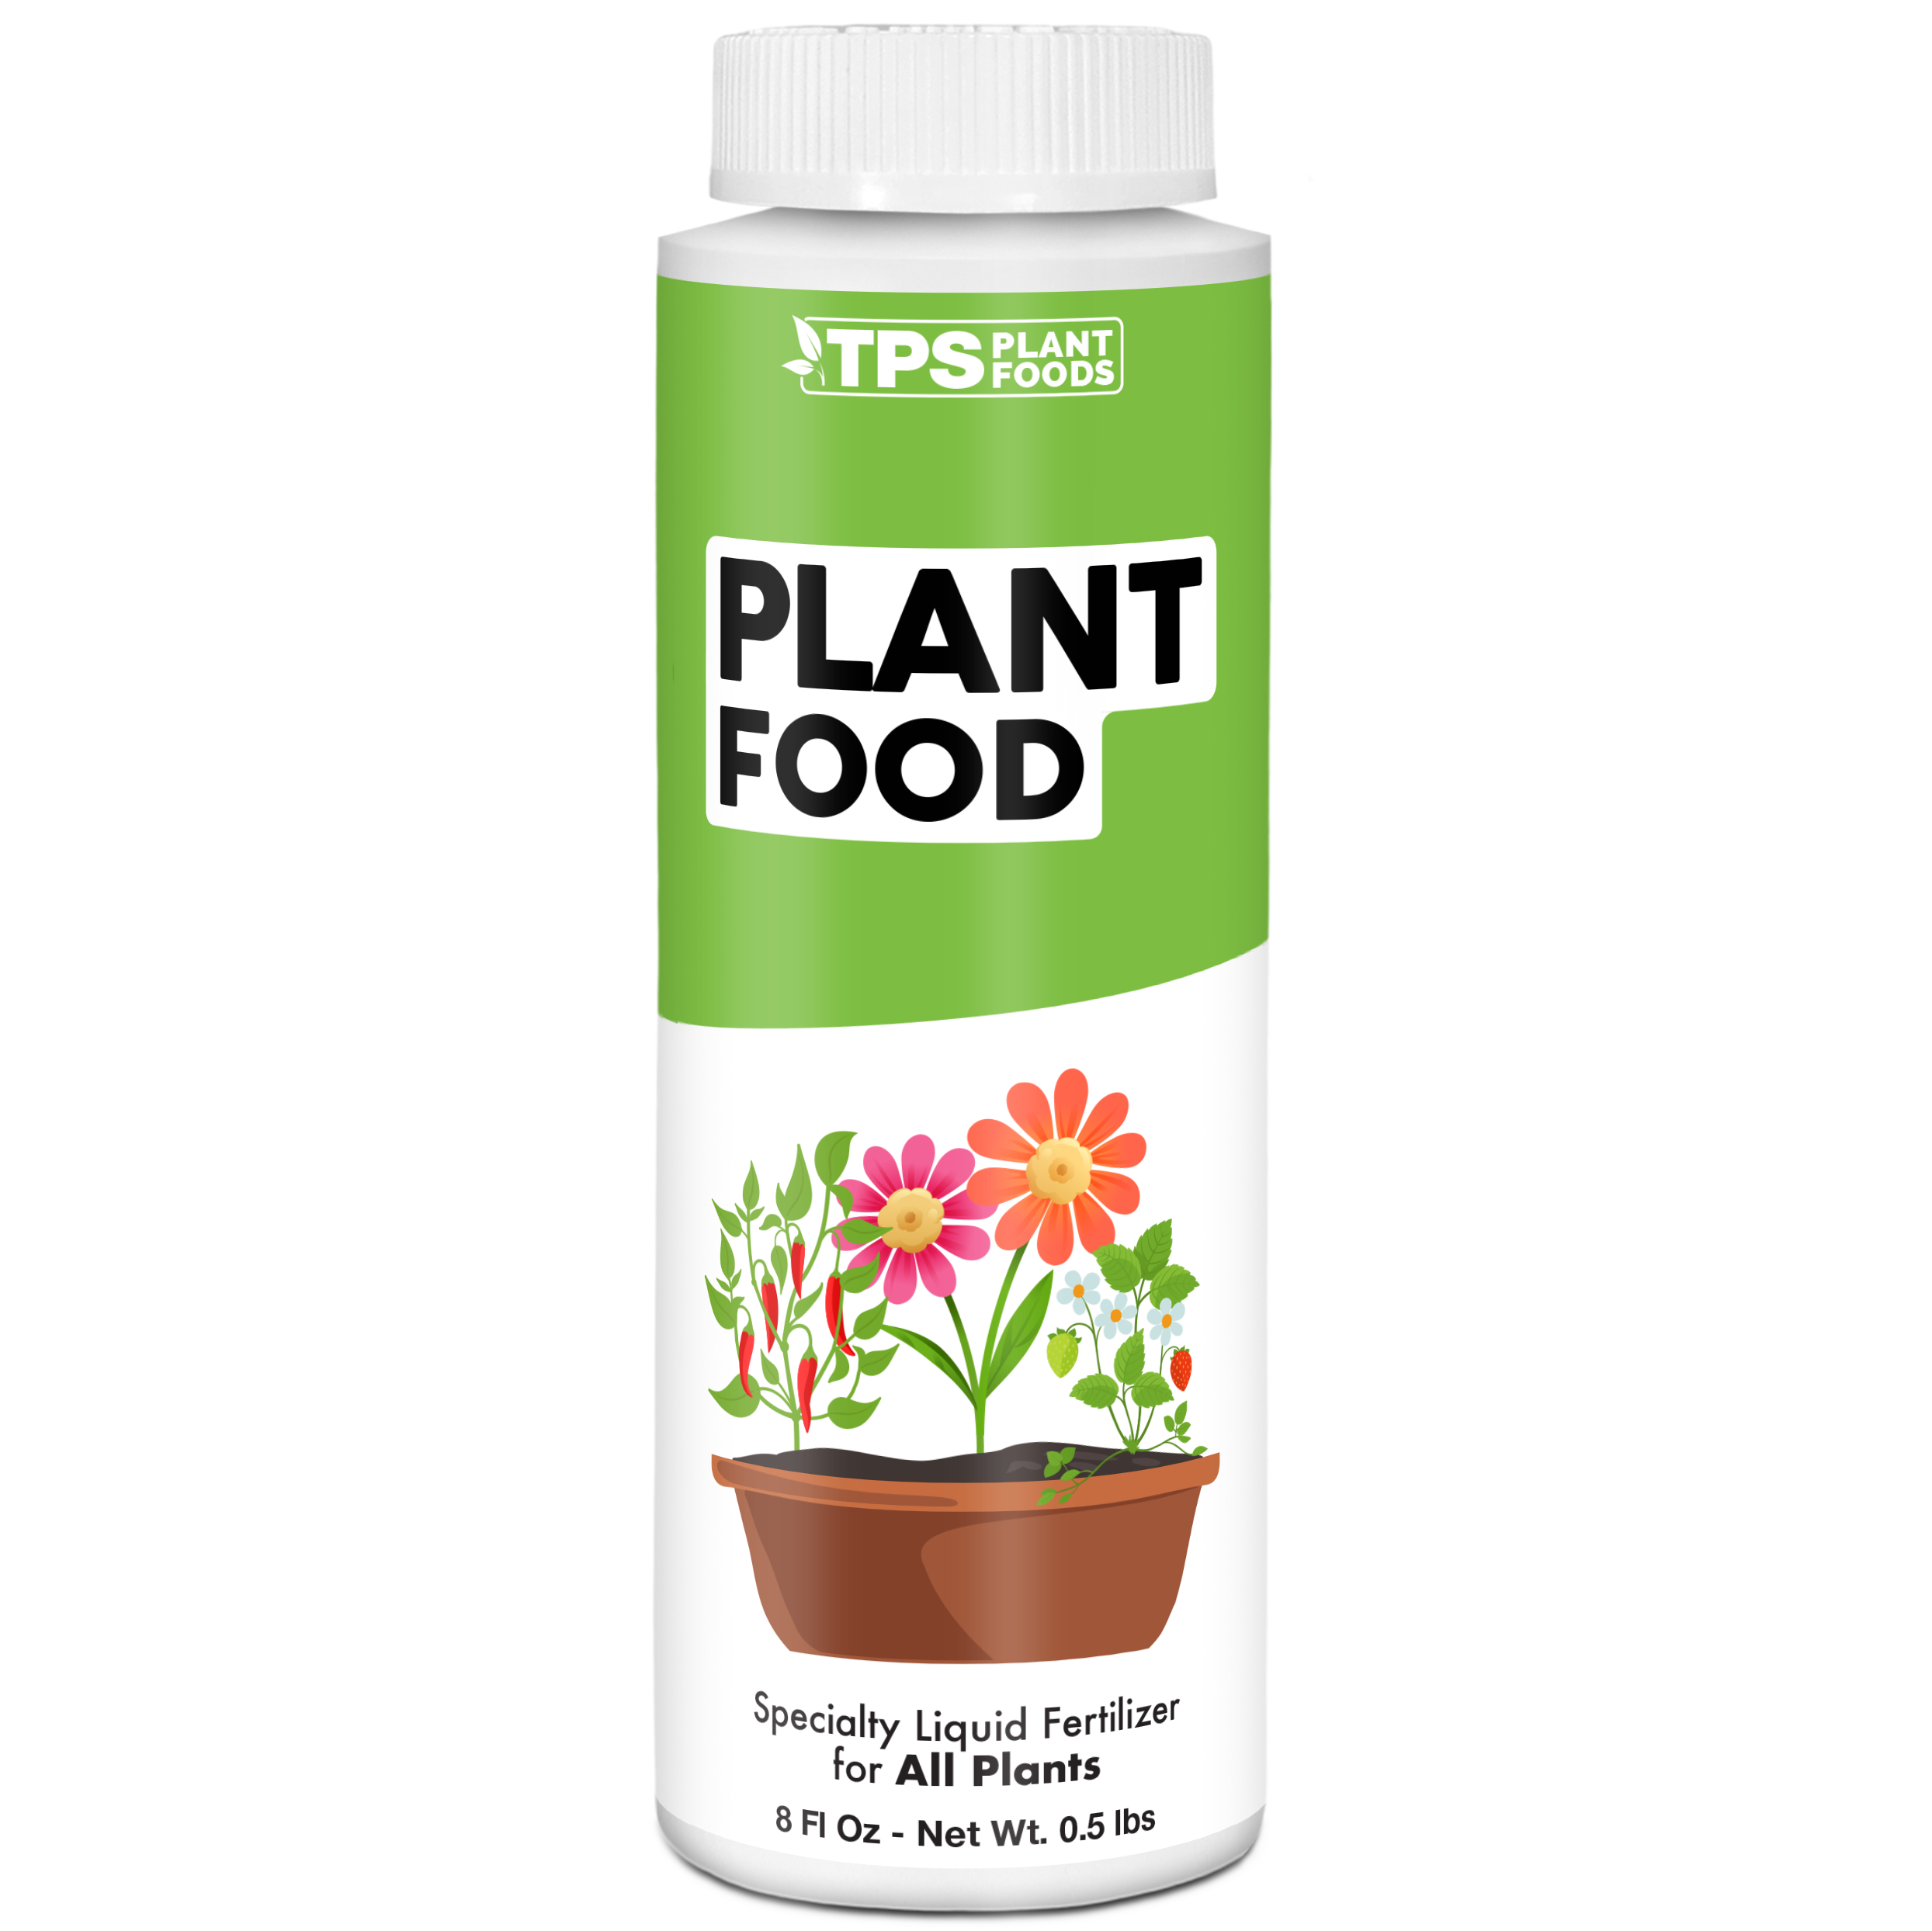 TPS PLANT FOODS
PLANT
FOOD
Specialty Liquid Fertilizer
for All Plants
8 Fl Oz - Net Wt. 0.5 lbs